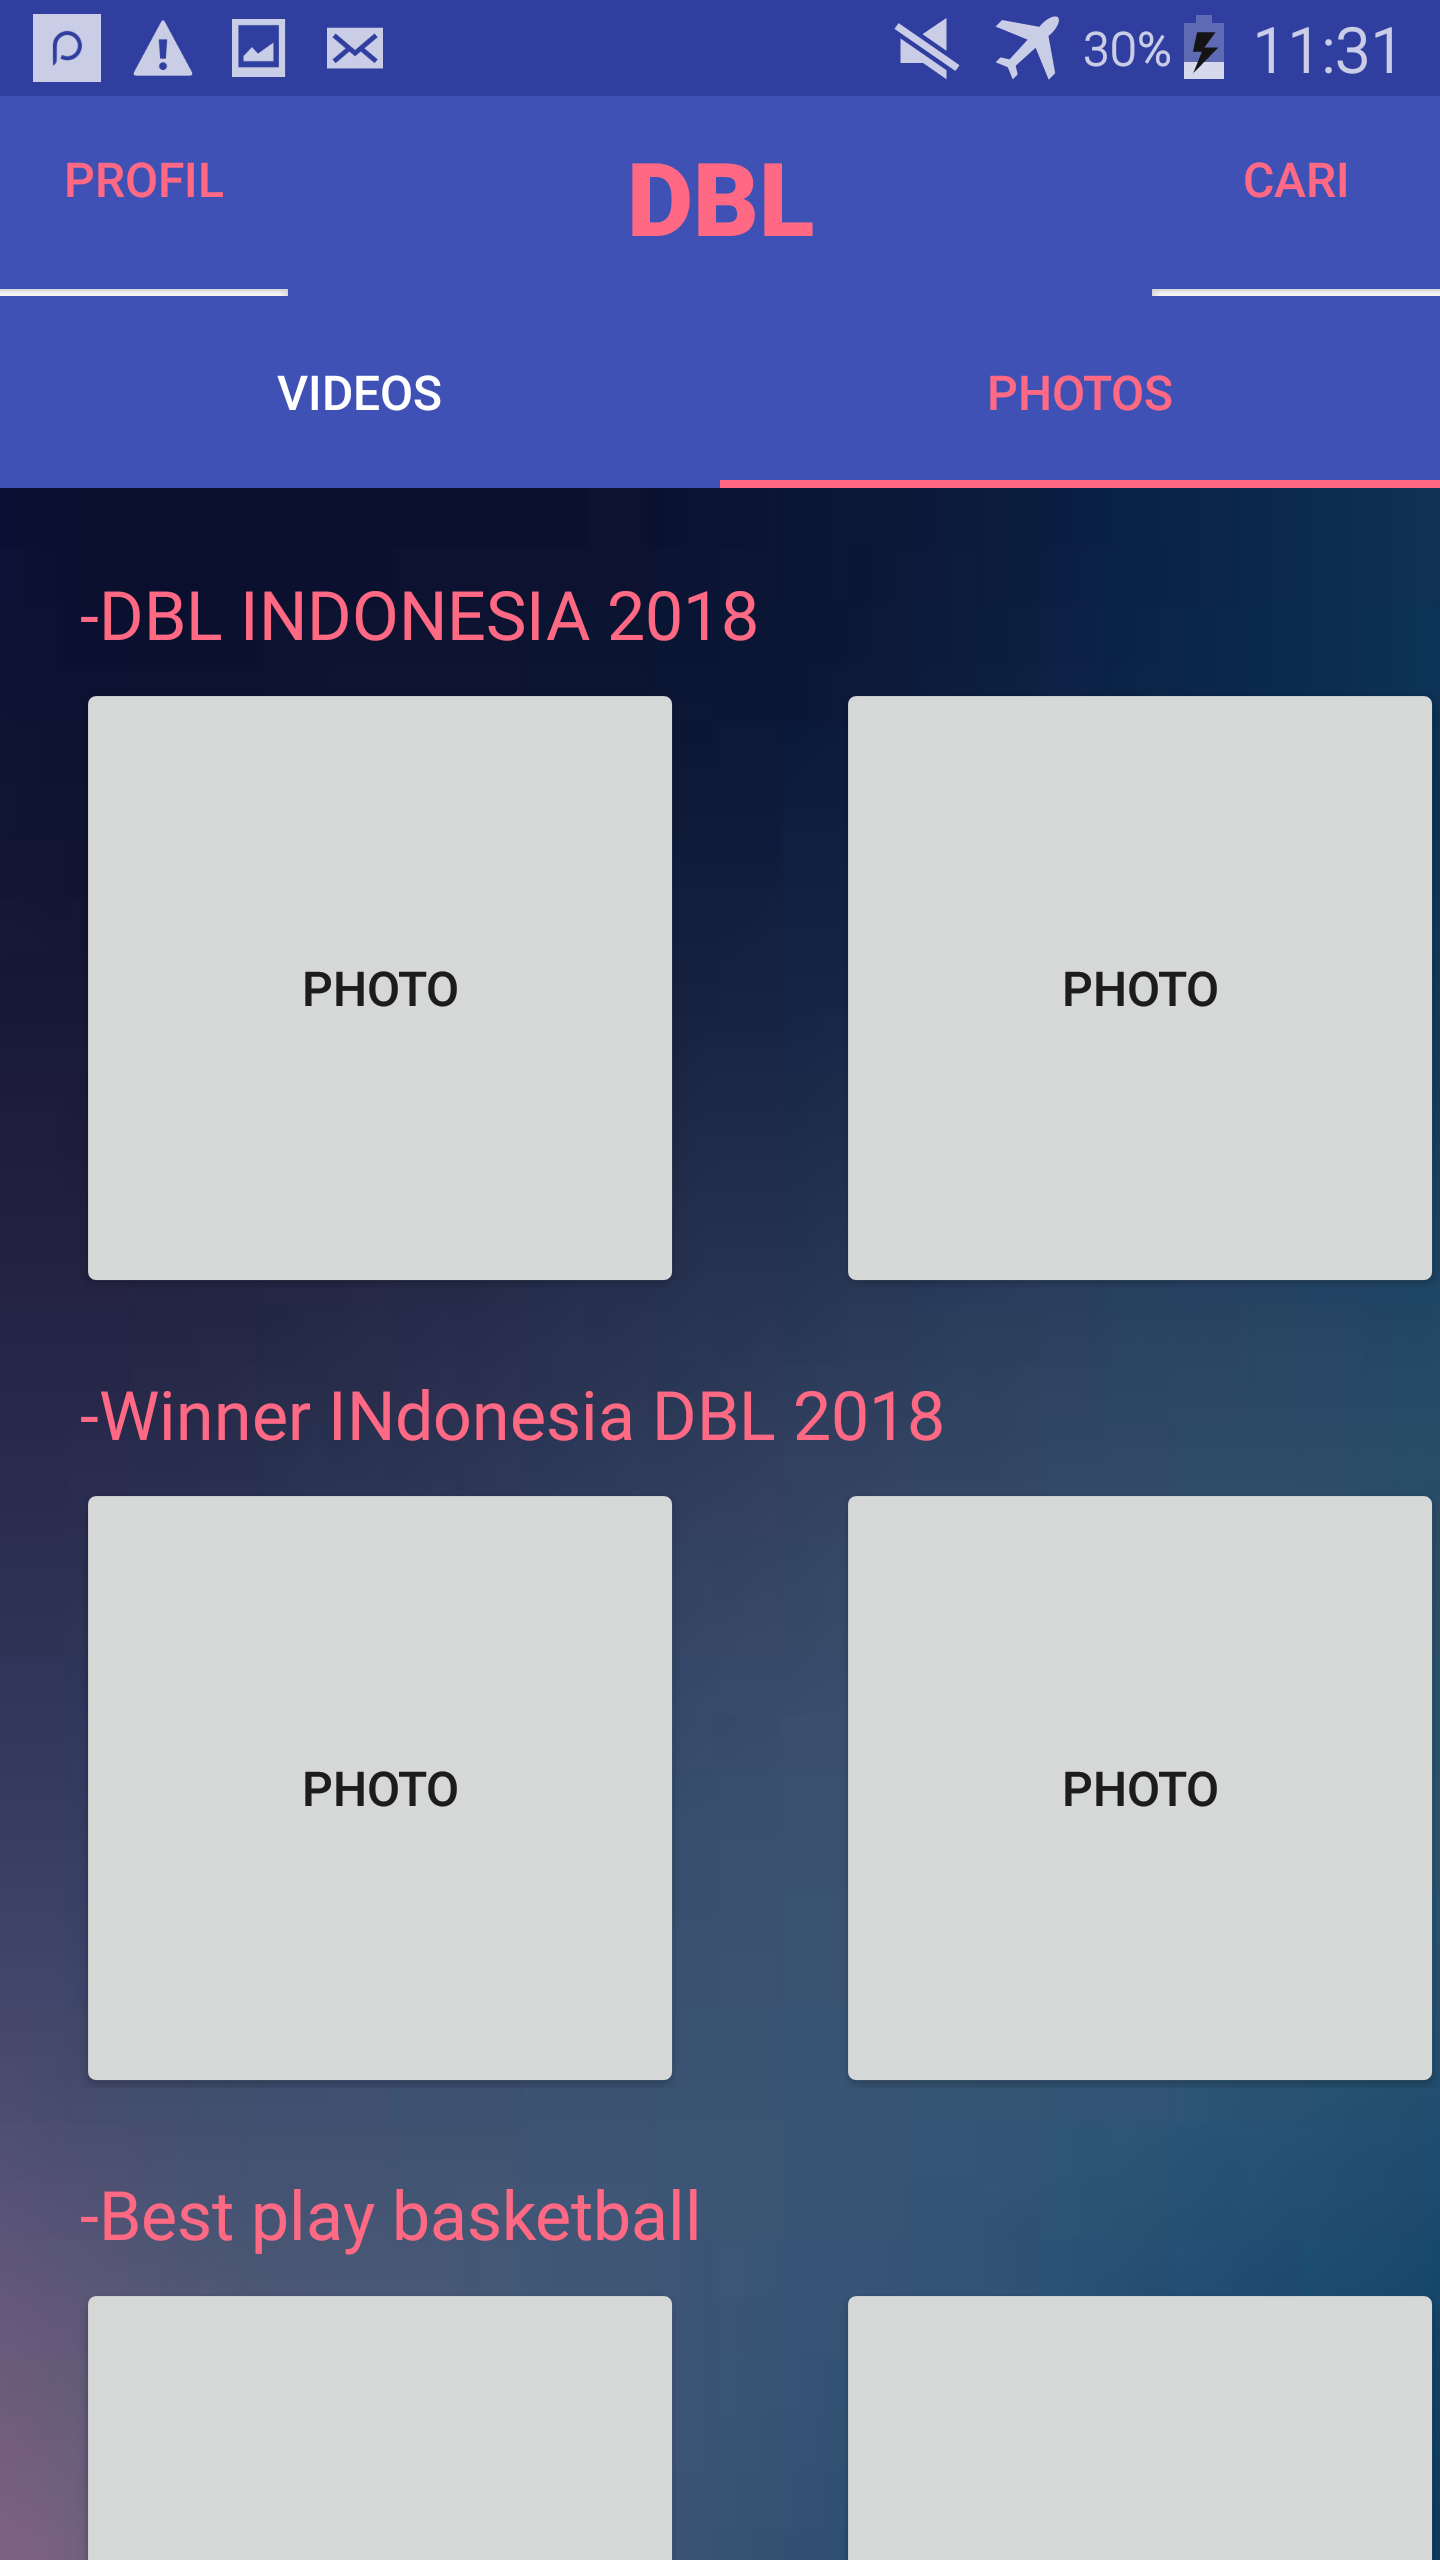 30% 11:31
PROFIL DBL CARI
VIDEOS PHOTOS
-DBL INDONESIA 2018
PHOTO PHOTO
-Winner INdonesia DBL 2018
PHOTO PHOTO
-Best play basketball